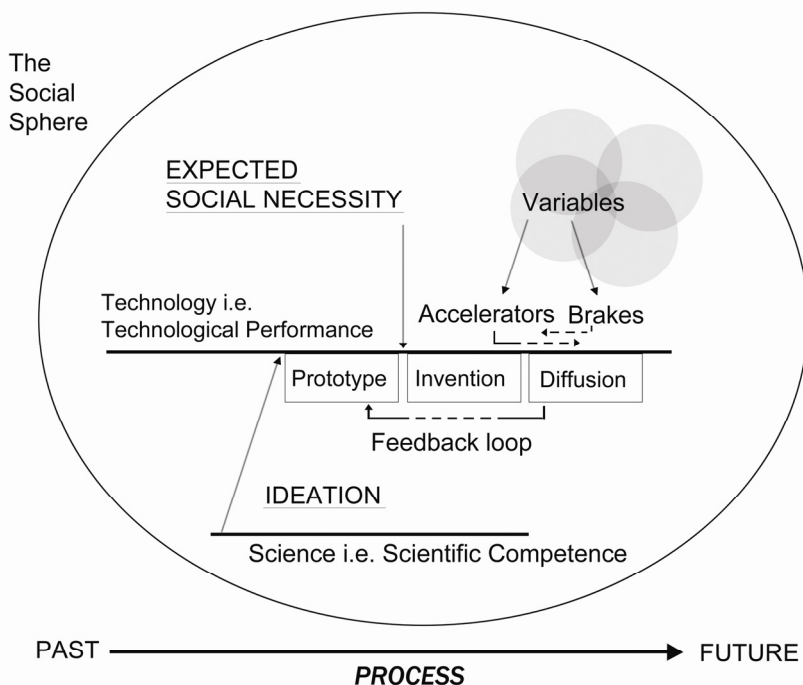 The
Social
Sphere
EXPECTED
SOCIAL NECESSITY
Variables
Technology i.e.
Technological Performance
Accelerators
Brakes
Prototype
Invention
Diffusion
Feedback loop
IDEATION
Science i.e. Scientific Competence
PAST
FUTURE
PROCESS